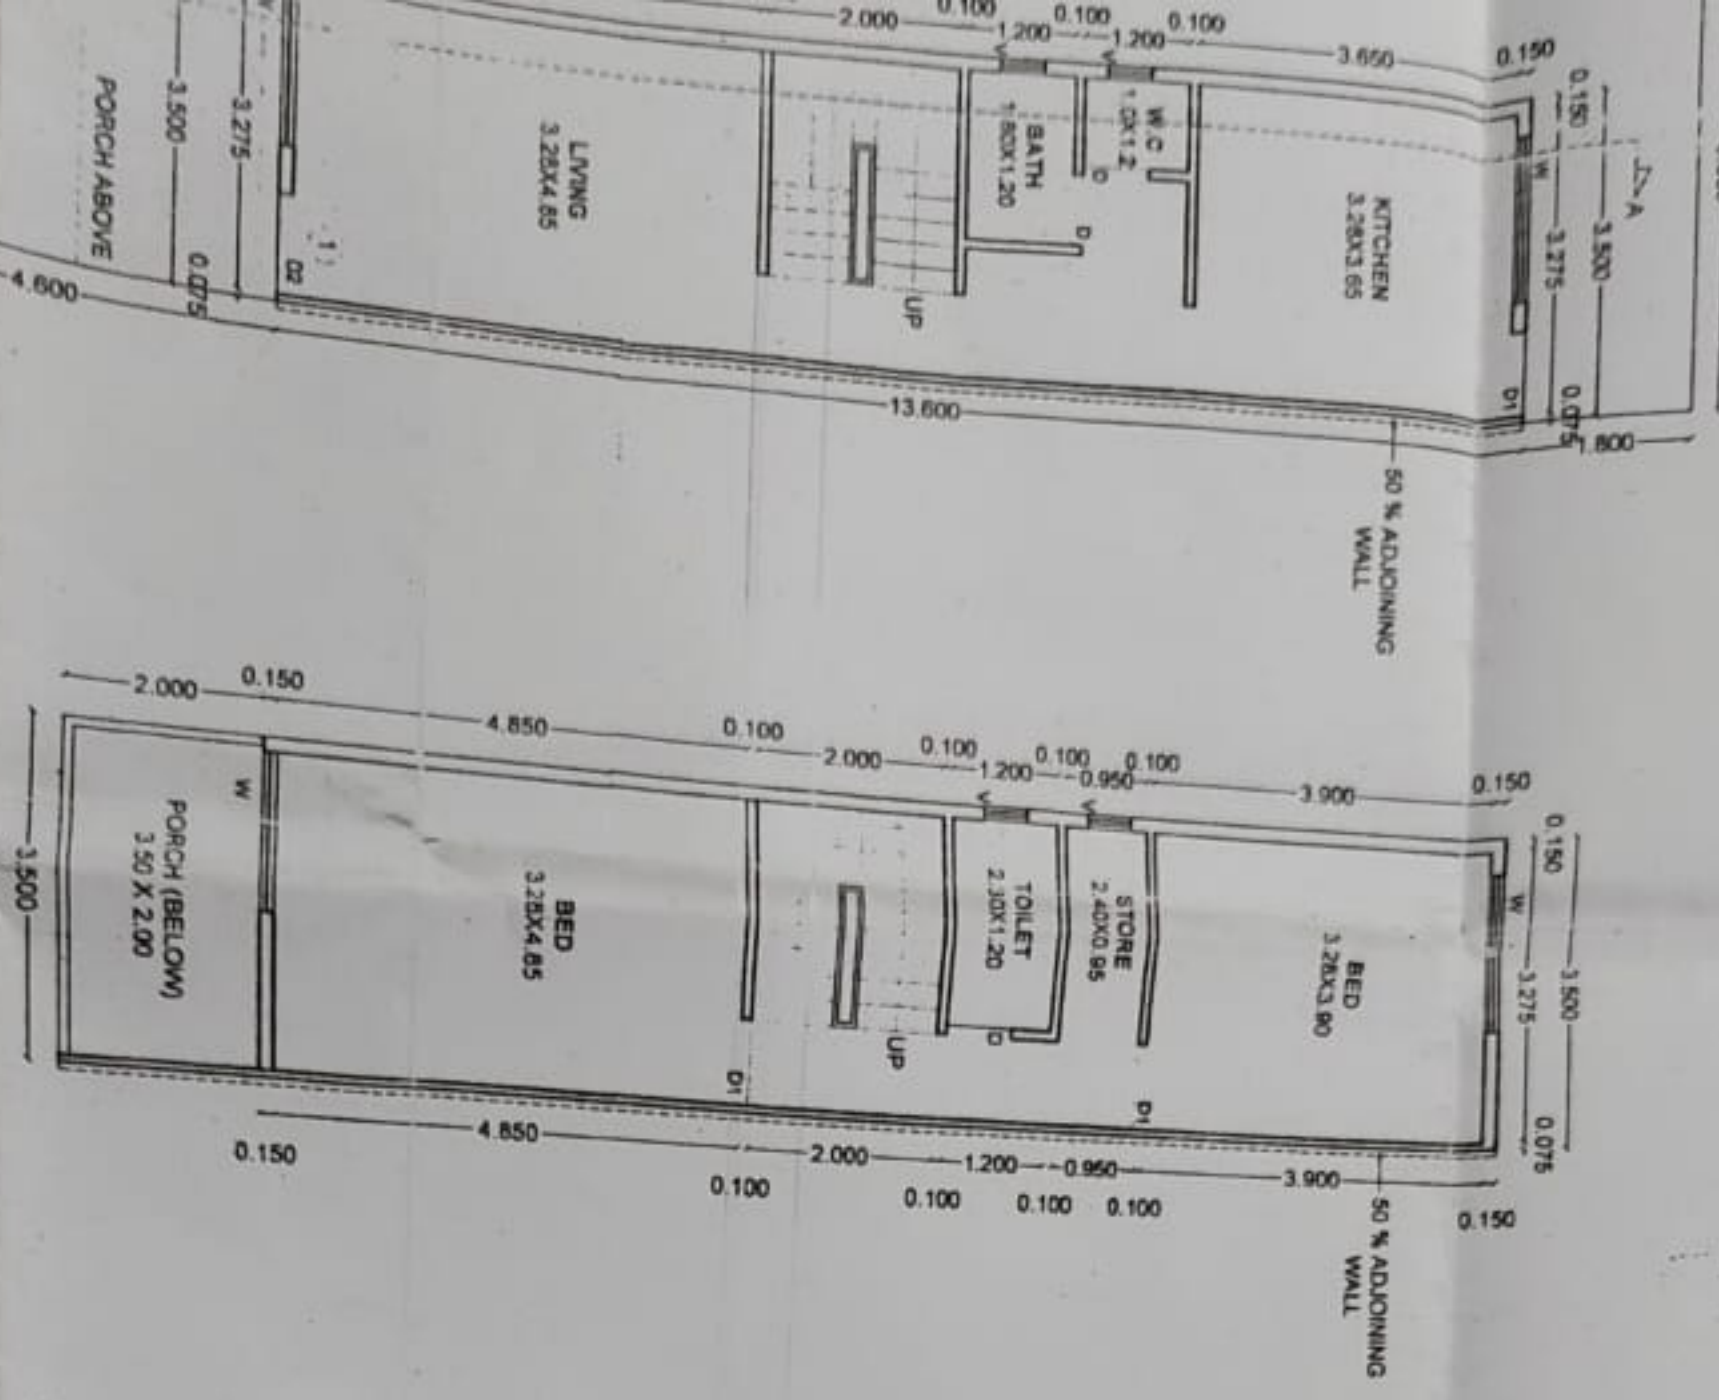 2.000
0.100
1.200
0.100
1.200
0.100
3.650
0.150
PORCH ABOVE
3.500
3.275
0.075
4.600
D2
LIVING
3.28X4.85
UP
BATH
1.80X1.20
D
W.C
1.0X1.2
D
KITCHEN
3.28X3.65
W
D1
A
0.150
3.275
3.500
0.075
1.800
13.600
50 % ADJOINING
WALL
2.000
0.150
4.850
0.100
2.000
0.100
1.200
0.100
0.950
0.100
3.900
0.150
3.500
PORCH (BELOW)
3.50 X 2.00
W
BED
3.28X4.85
D1
UP
TOILET
2.30X1.20
D
STORE
2.40X0.95
BED
3.28X3.90
D1
W
0.150
3.275
3.500
0.075
0.150
4.850
0.100
2.000
0.100
1.200
0.100
0.950
0.100
3.900
0.150
50 % ADJOINING
WALL